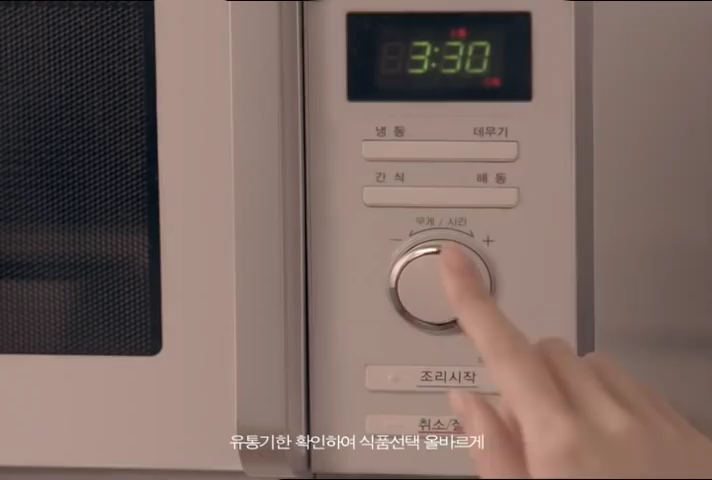 3:30
냉 동 데우기
간 식 해 동
무게 / 시간
− +
조리시작
유통기한 확인하여 식품선택 올바르게